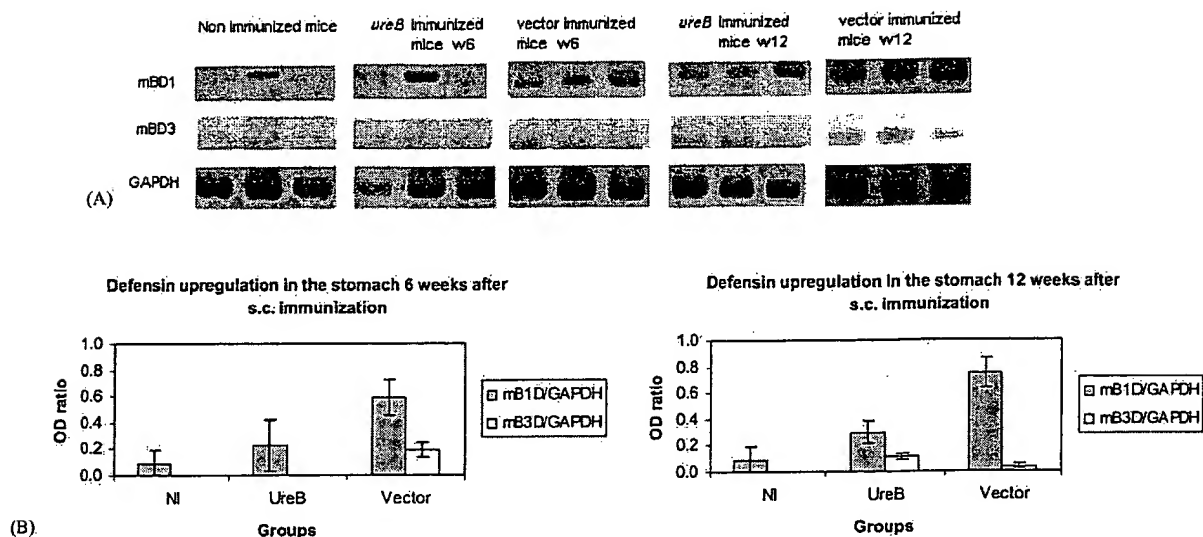 Non Immunized mice
ureB Immunized mice w6
vector immunized mice w6
ureB Immunized mice w12
vector immunized mice w12
mBD1
mBD3
GAPDH
(A)
Defensin upregulation in the stomach 6 weeks after s.c. immunization
OD ratio
1.0
0.8
0.6
0.4
0.2
0.0
NI
UreB
Vector
Groups
mB1D/GAPDH
mB3D/GAPDH
Defensin upregulation in the stomach 12 weeks after s.c. immunization
OD ratio
1.0
0.8
0.6
0.4
0.2
0.0
NI
UreB
Vector
Groups
mB1D/GAPDH
mB3D/GAPDH
(B)